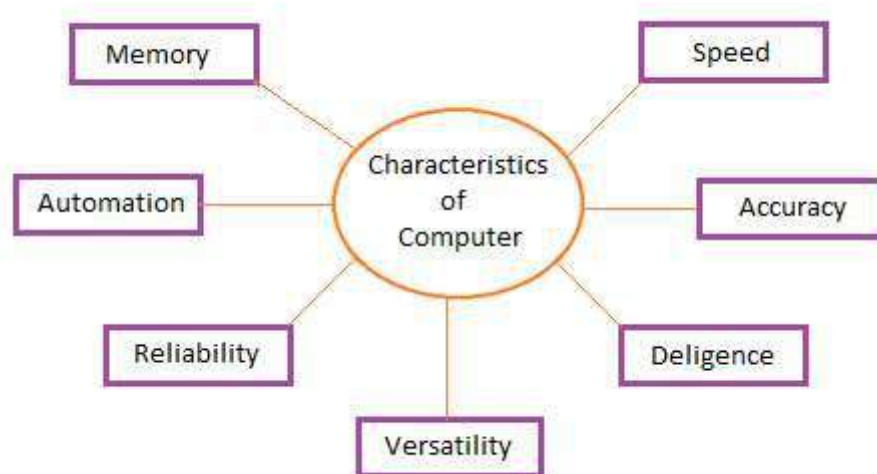 Memory
Speed
Characteristics
of
Computer
Automation
Accuracy
Reliability
Deligence
Versatility